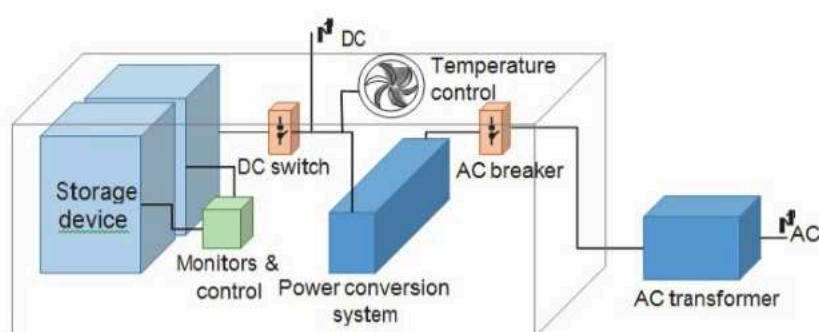 DC
Temperature
control
DC switch
AC breaker
Storage
device
Monitors &
control
Power conversion
system
AC
AC transformer